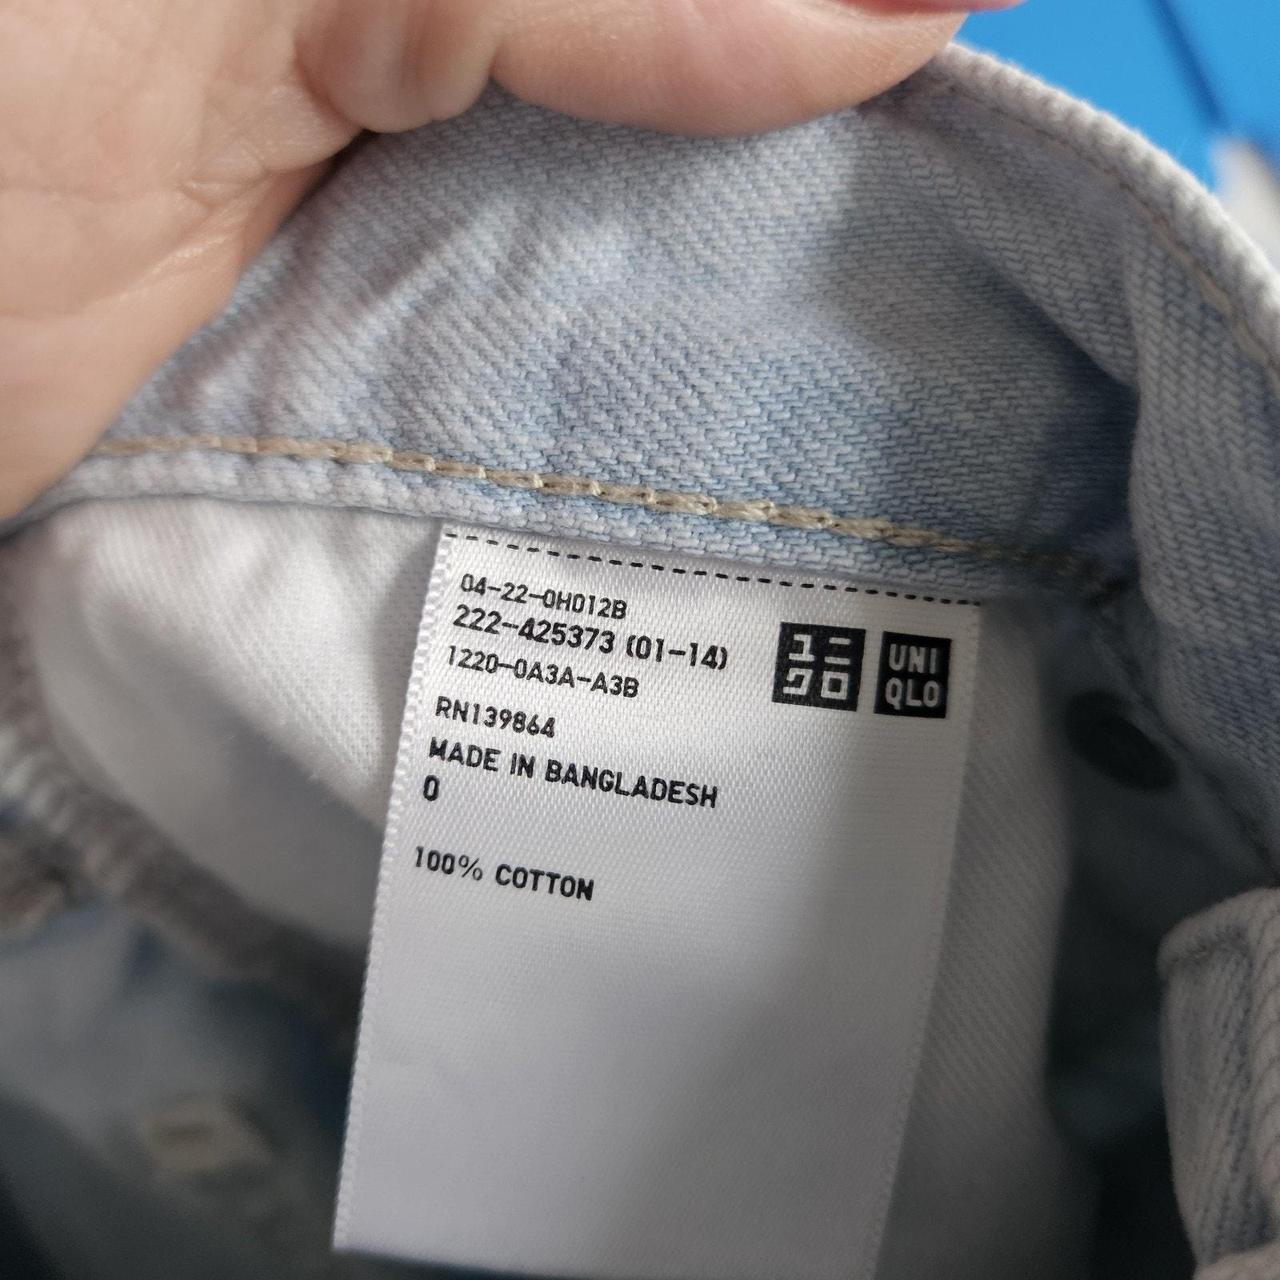 04-22-0H012B
222-425373 (01-14)
1220-0A3A-A3B
RN139864
MADE IN BANGLADESH
0
100% COTTON
ユニ
クロ
UNI
QLO